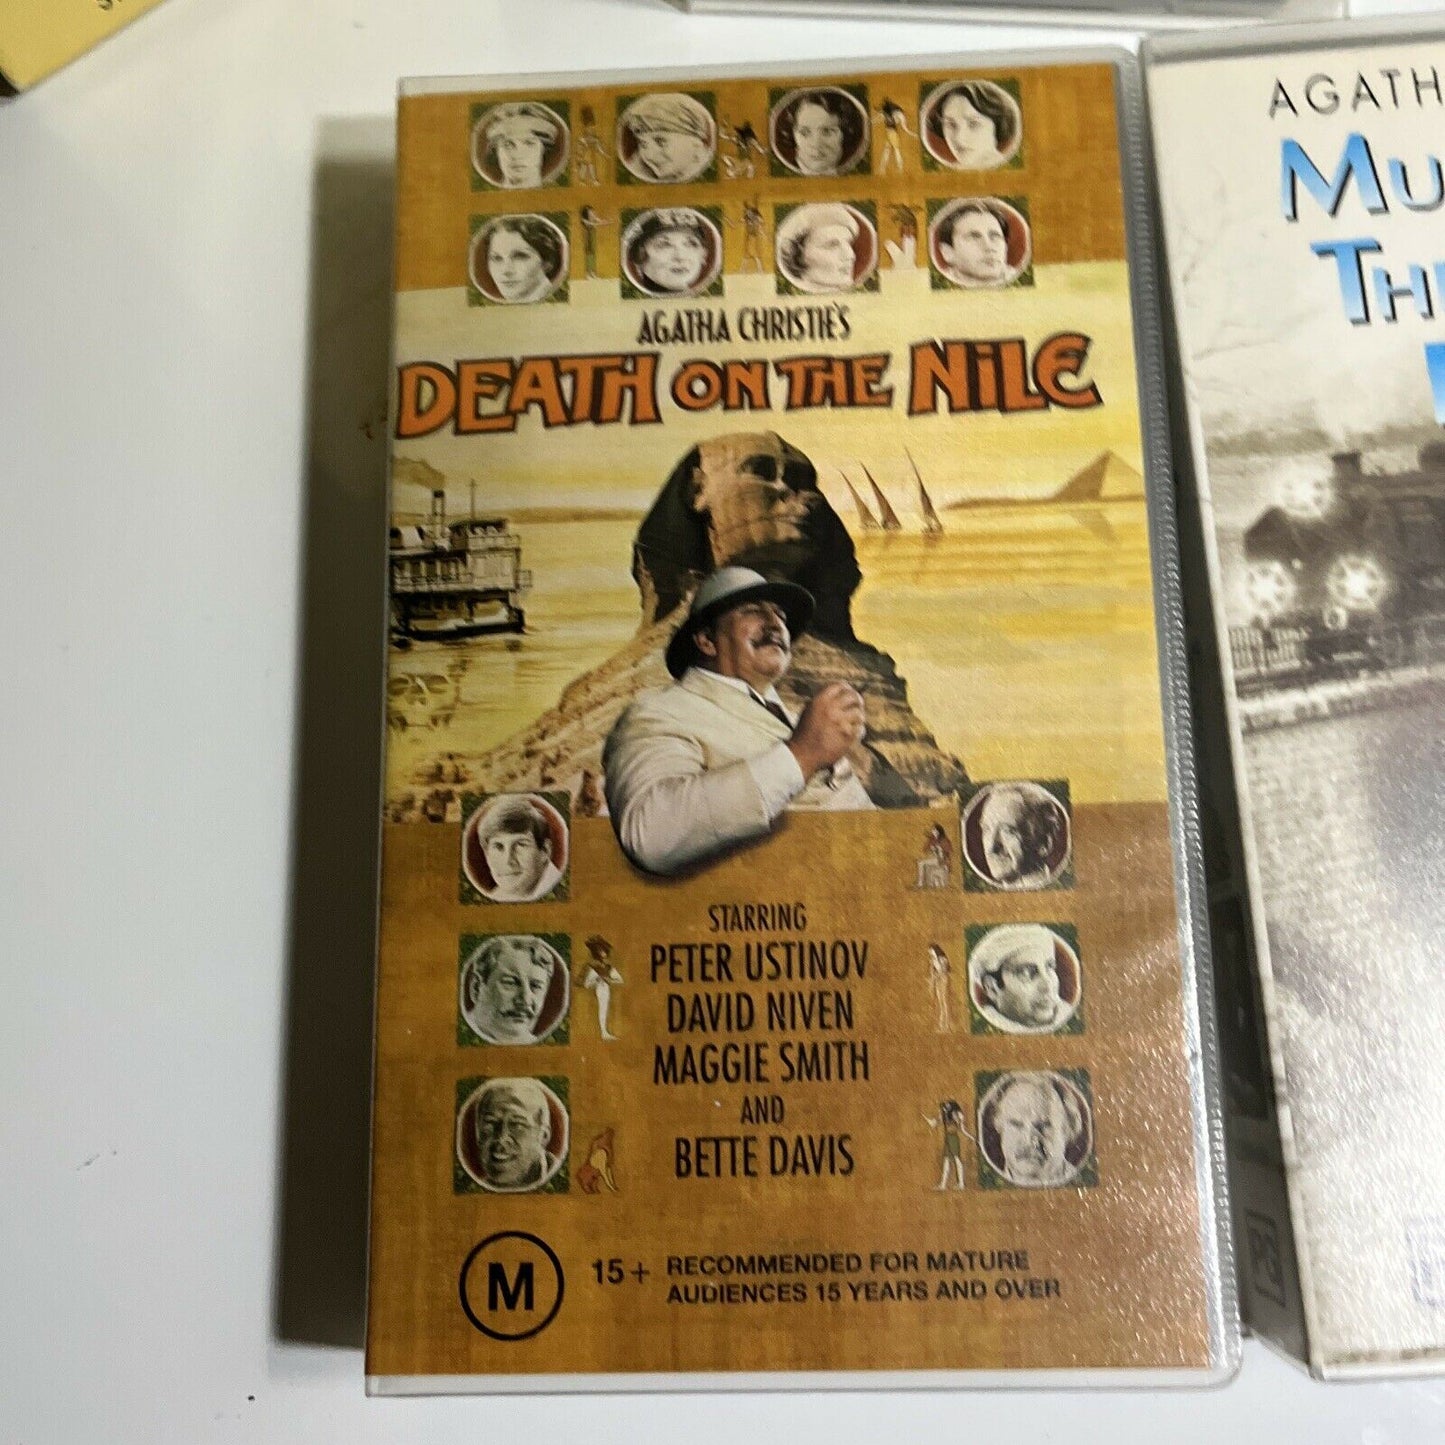 AGATHA CHRISTIE'S
DEATH ON THE NILE
STARRING
PETER USTINOV
DAVID NIVEN
MAGGIE SMITH
AND
BETTE DAVIS
M 15+ RECOMMENDED FOR MATURE
AUDIENCES 15 YEARS AND OVER
AGATH
MU
TH